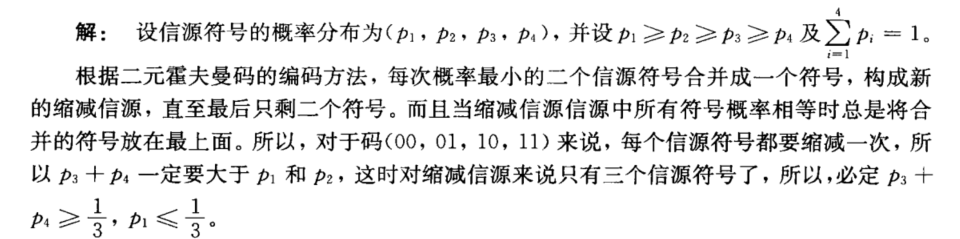 解： 设信源符号的概率分布为(p₁, p₂, p₃, p₄)，并设 p₁≥p₂≥p₃≥p₄ 及 ∑_{i=1}^{4} pᵢ = 1。
根据二元霍夫曼码的编码方法，每次概率最小的二个信源符号合并成一个符号，构成新
的缩减信源，直至最后只剩二个符号。而且当缩减信源信源中所有符号概率相等时总是将合
并的符号放在最上面。所以，对于码(00, 01, 10, 11)来说，每个信源符号都要缩减一次，所
以 p₃ + p₄ 一定要大于 p₁ 和 p₂，这时对缩减信源来说只有三个信源符号了，所以，必定 p₃ +
p₄ ≥ 1/3, p₁ ≤ 1/3。